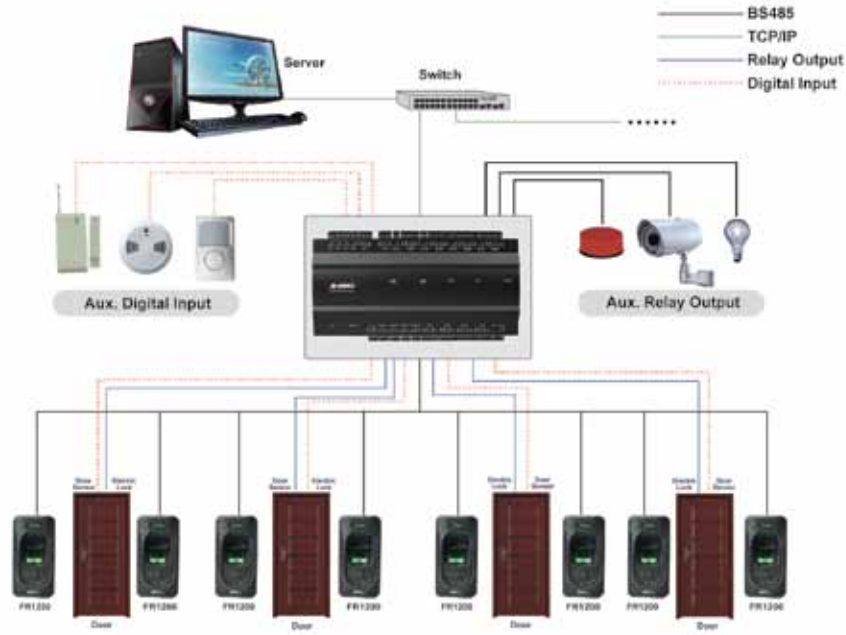 BS485
TCP/IP
Relay Output
Digital Input
Server
Switch
Aux. Digital Input
Aux. Relay Output
Door Sensor
Electric Lock
Door Sensor
Electric Lock
Electric Lock
Door Sensor
Electric Lock
Door Sensor
FR1200
FR1200
FR1200
FR1200
FR1200
FR1200
FR1200
FR1200
Door
Door
Door
Door